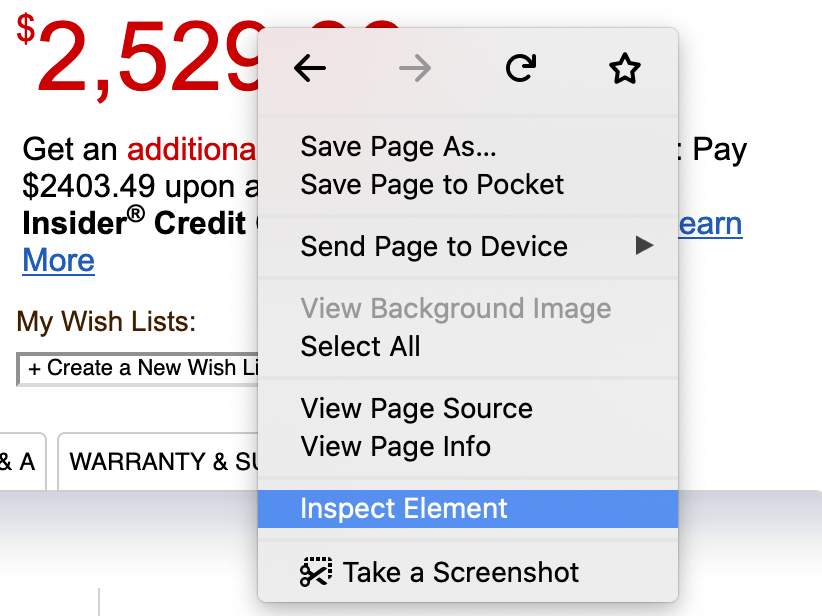 $2,529
Get an additiona : Pay
$2403.49 upon a
Insider® Credit earn
More
My Wish Lists:
+ Create a New Wish Li
& A
WARRANTY & SU
Save Page As...
Save Page to Pocket
Send Page to Device
View Background Image
Select All
View Page Source
View Page Info
Inspect Element
Take a Screenshot